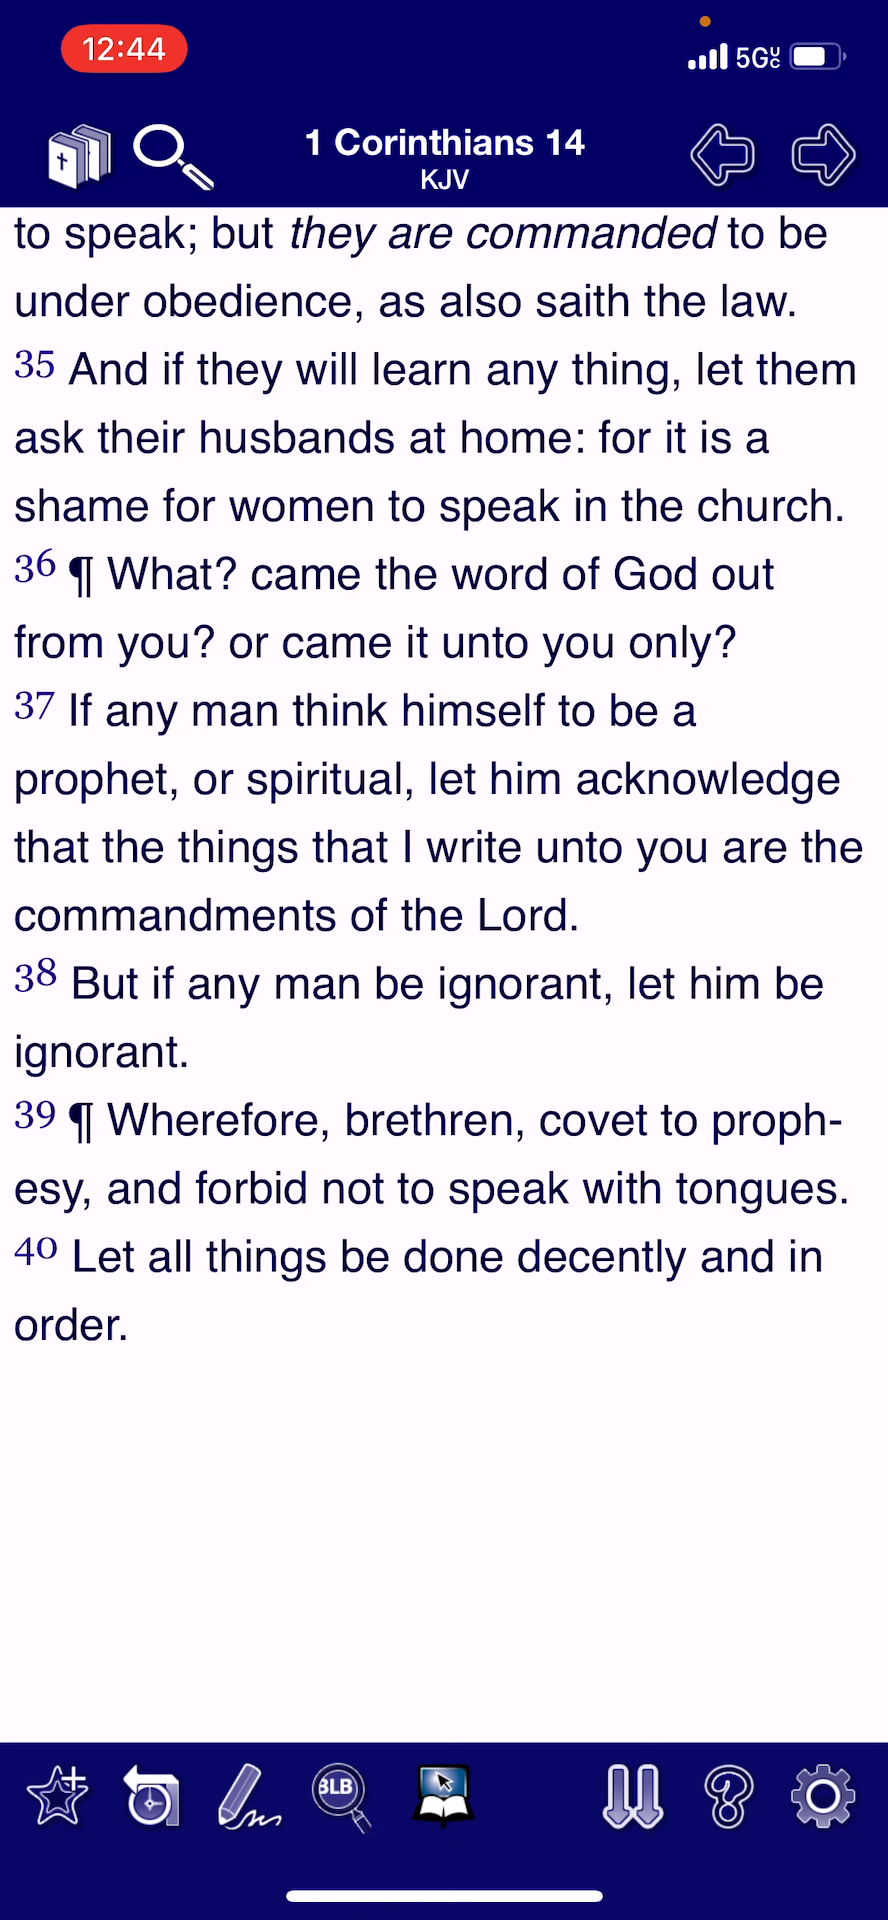 12:44
5GUC
1 Corinthians 14
KJV
to speak; but they are commanded to be
under obedience, as also saith the law.
35 And if they will learn any thing, let them
ask their husbands at home: for it is a
shame for women to speak in the church.
36 ¶ What? came the word of God out
from you? or came it unto you only?
37 If any man think himself to be a
prophet, or spiritual, let him acknowledge
that the things that I write unto you are the
commandments of the Lord.
38 But if any man be ignorant, let him be
ignorant.
39 ¶ Wherefore, brethren, covet to proph-
esy, and forbid not to speak with tongues.
40 Let all things be done decently and in
order.
BLB